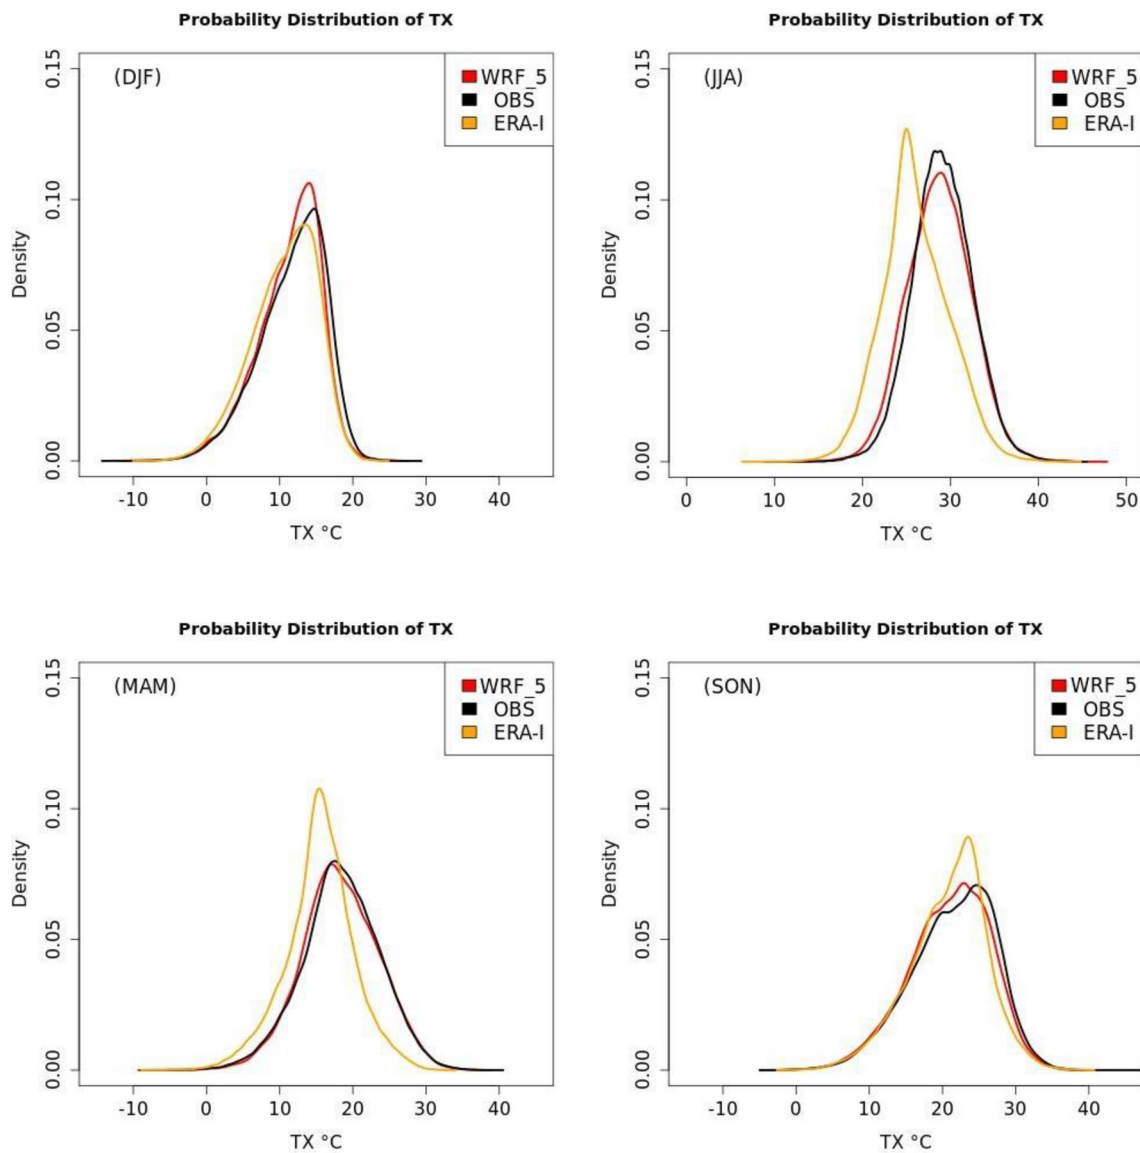 Probability Distribution of TX
(DJF)
WRF_5
OBS
ERA-I
0.15
0.10
0.05
0.00
Density
-10 0 10 20 30 40
TX °C
Probability Distribution of TX
(JJA)
WRF_5
OBS
ERA-I
0.15
0.10
0.05
0.00
Density
0 10 20 30 40 50
TX °C
Probability Distribution of TX
(MAM)
WRF_5
OBS
ERA-I
0.15
0.10
0.05
0.00
Density
-10 0 10 20 30 40
TX °C
Probability Distribution of TX
(SON)
WRF_5
OBS
ERA-I
0.15
0.10
0.05
0.00
Density
-10 0 10 20 30 40
TX °C